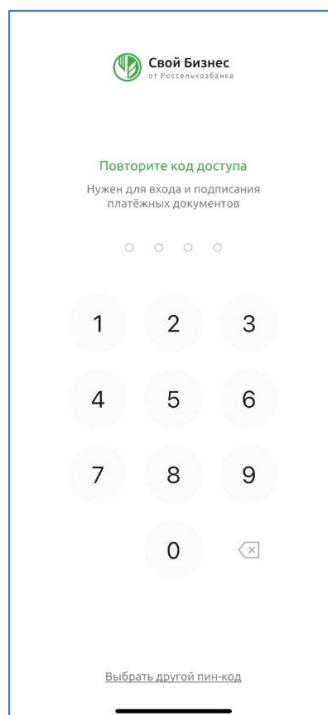 Свой Бизнес
от Россельхозбанка
Повторите код доступа
Нужен для входа и подписания
платёжных документов
1 2 3
4 5 6
7 8 9
0
Выбрать другой пин-код